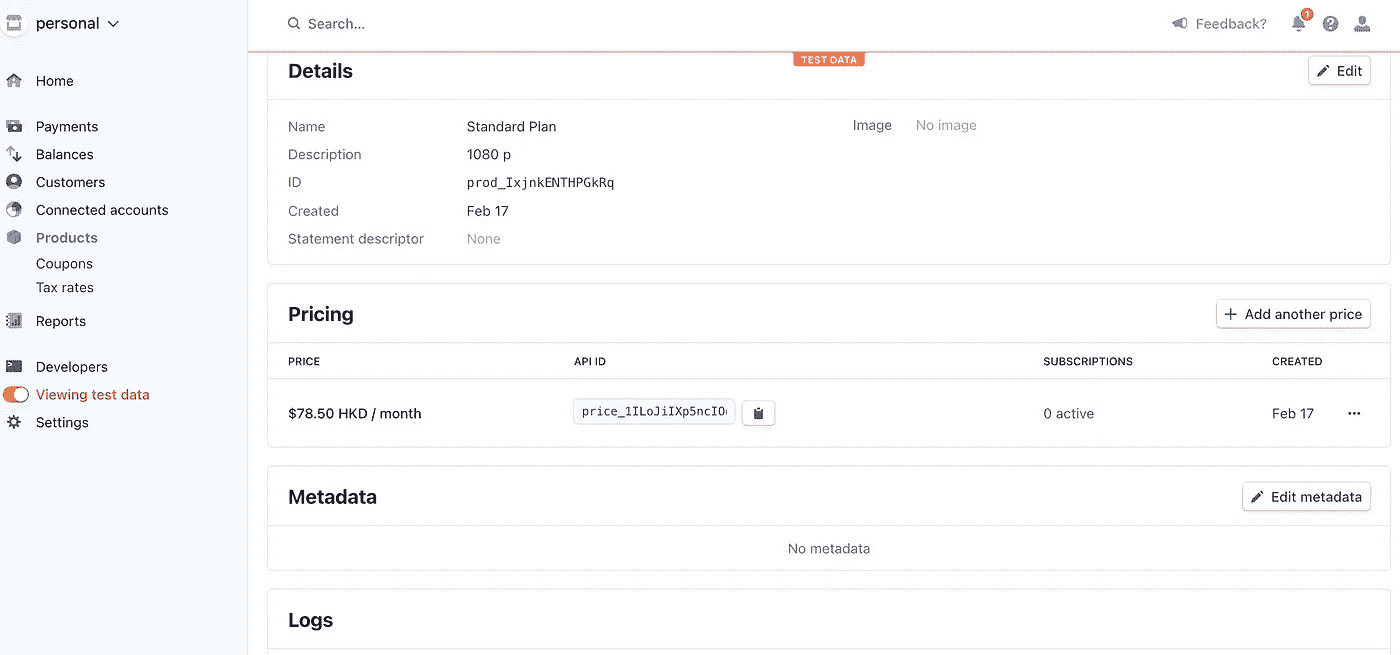 personal
Search...
Feedback?
1
Home
Payments
Balances
Customers
Connected accounts
Products
Coupons
Tax rates
Reports
Developers
Viewing test data
Settings
TEST DATA
Details
Edit
Name Standard Plan
Image No image
Description 1080 p
ID prod_IxjnkENTHPGkRq
Created Feb 17
Statement descriptor None
Pricing
+ Add another price
PRICE API ID SUBSCRIPTIONS CREATED
$78.50 HKD / month price_1ILoJiIXp5ncIO 0 active Feb 17 ...
Metadata
Edit metadata
No metadata
Logs